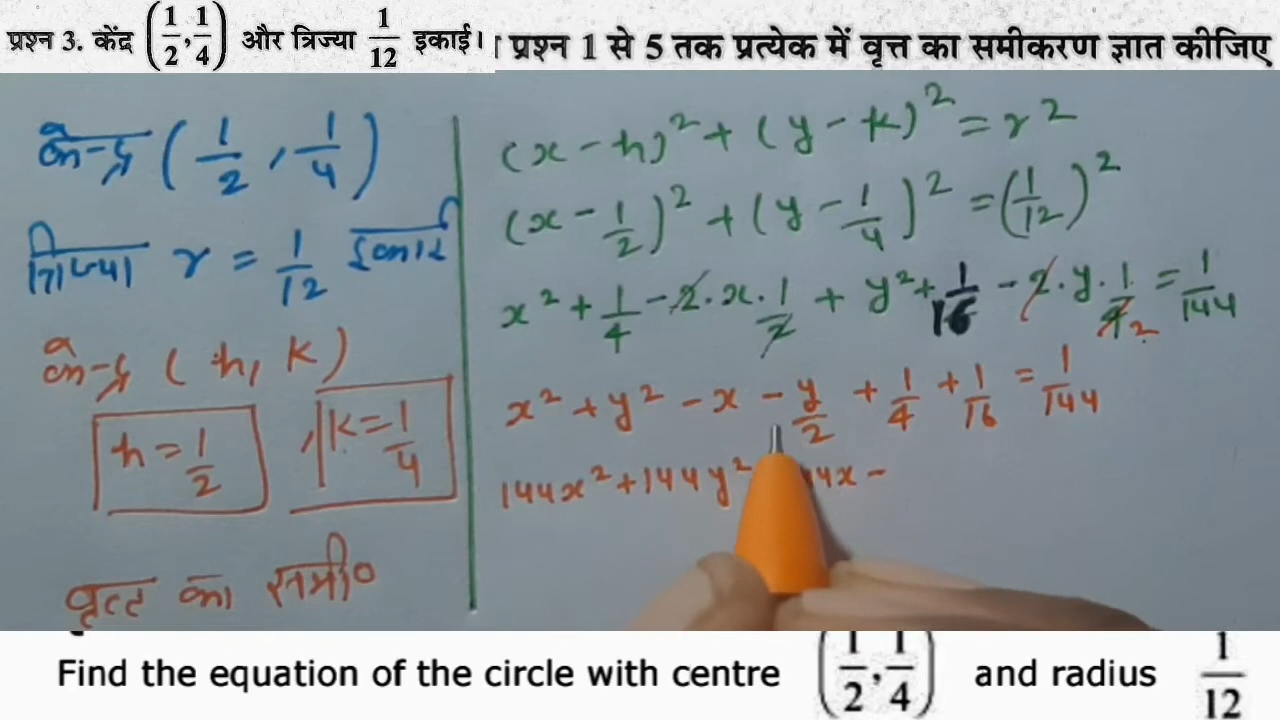 प्रश्न 3. केंद्र (1/2, 1/4) और त्रिज्या 1/12 इकाई।
प्रश्न 1 से 5 तक प्रत्येक में वृत्त का समीकरण ज्ञात कीजिए
केन्द्र (1/2, 1/4)
त्रिज्या r = 1/12 इकाई
केन्द्र (h, k)
h = 1/2, k = 1/4
वृत्त का समी०
(x - h)² + (y - k)² = r²
(x - 1/2)² + (y - 1/4)² = (1/12)²
x² + 1/4 - 2·x·1/2 + y² + 1/16 - 2·y·1/4 2 = 1/144
x² + y² - x - y/2 + 1/4 + 1/16 = 1/144
144x² + 144y² 44x -
Find the equation of the circle with centre (1/2, 1/4) and radius 1/12